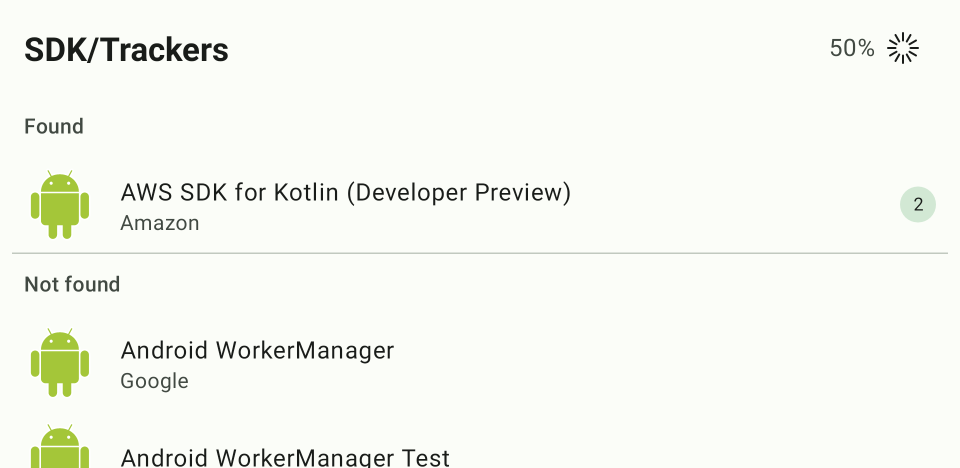 SDK/Trackers
50%
Found
AWS SDK for Kotlin (Developer Preview)
Amazon
2
Not found
Android WorkerManager
Google
Android WorkerManager Test